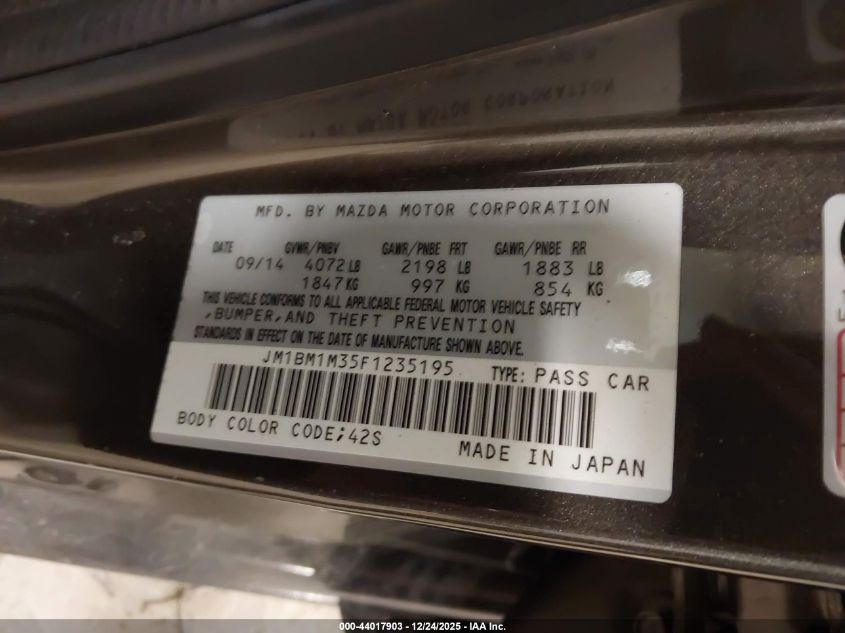 MFD. BY MAZDA MOTOR CORPORATION
DATE GVWR/PNBV GAWR/PNBE FRT GAWR/PNBE RR
09/14 4072 LB 2198 LB 1883 LB
1847 KG 997 KG 854 KG
THIS VEHICLE CONFORMS TO ALL APPLICABLE FEDERAL MOTOR VEHICLE SAFETY
,BUMPER,AND THEFT PREVENTION
STANDARDS IN EFFECT ON THE DATE OF MANUFACTURE SHOWN ABOVE.
JM1BM1M35F1235195 TYPE: PASS CAR
BODY COLOR CODE;42S
MADE IN JAPAN
000-44017903 - 12/24/2025 - IAA Inc.